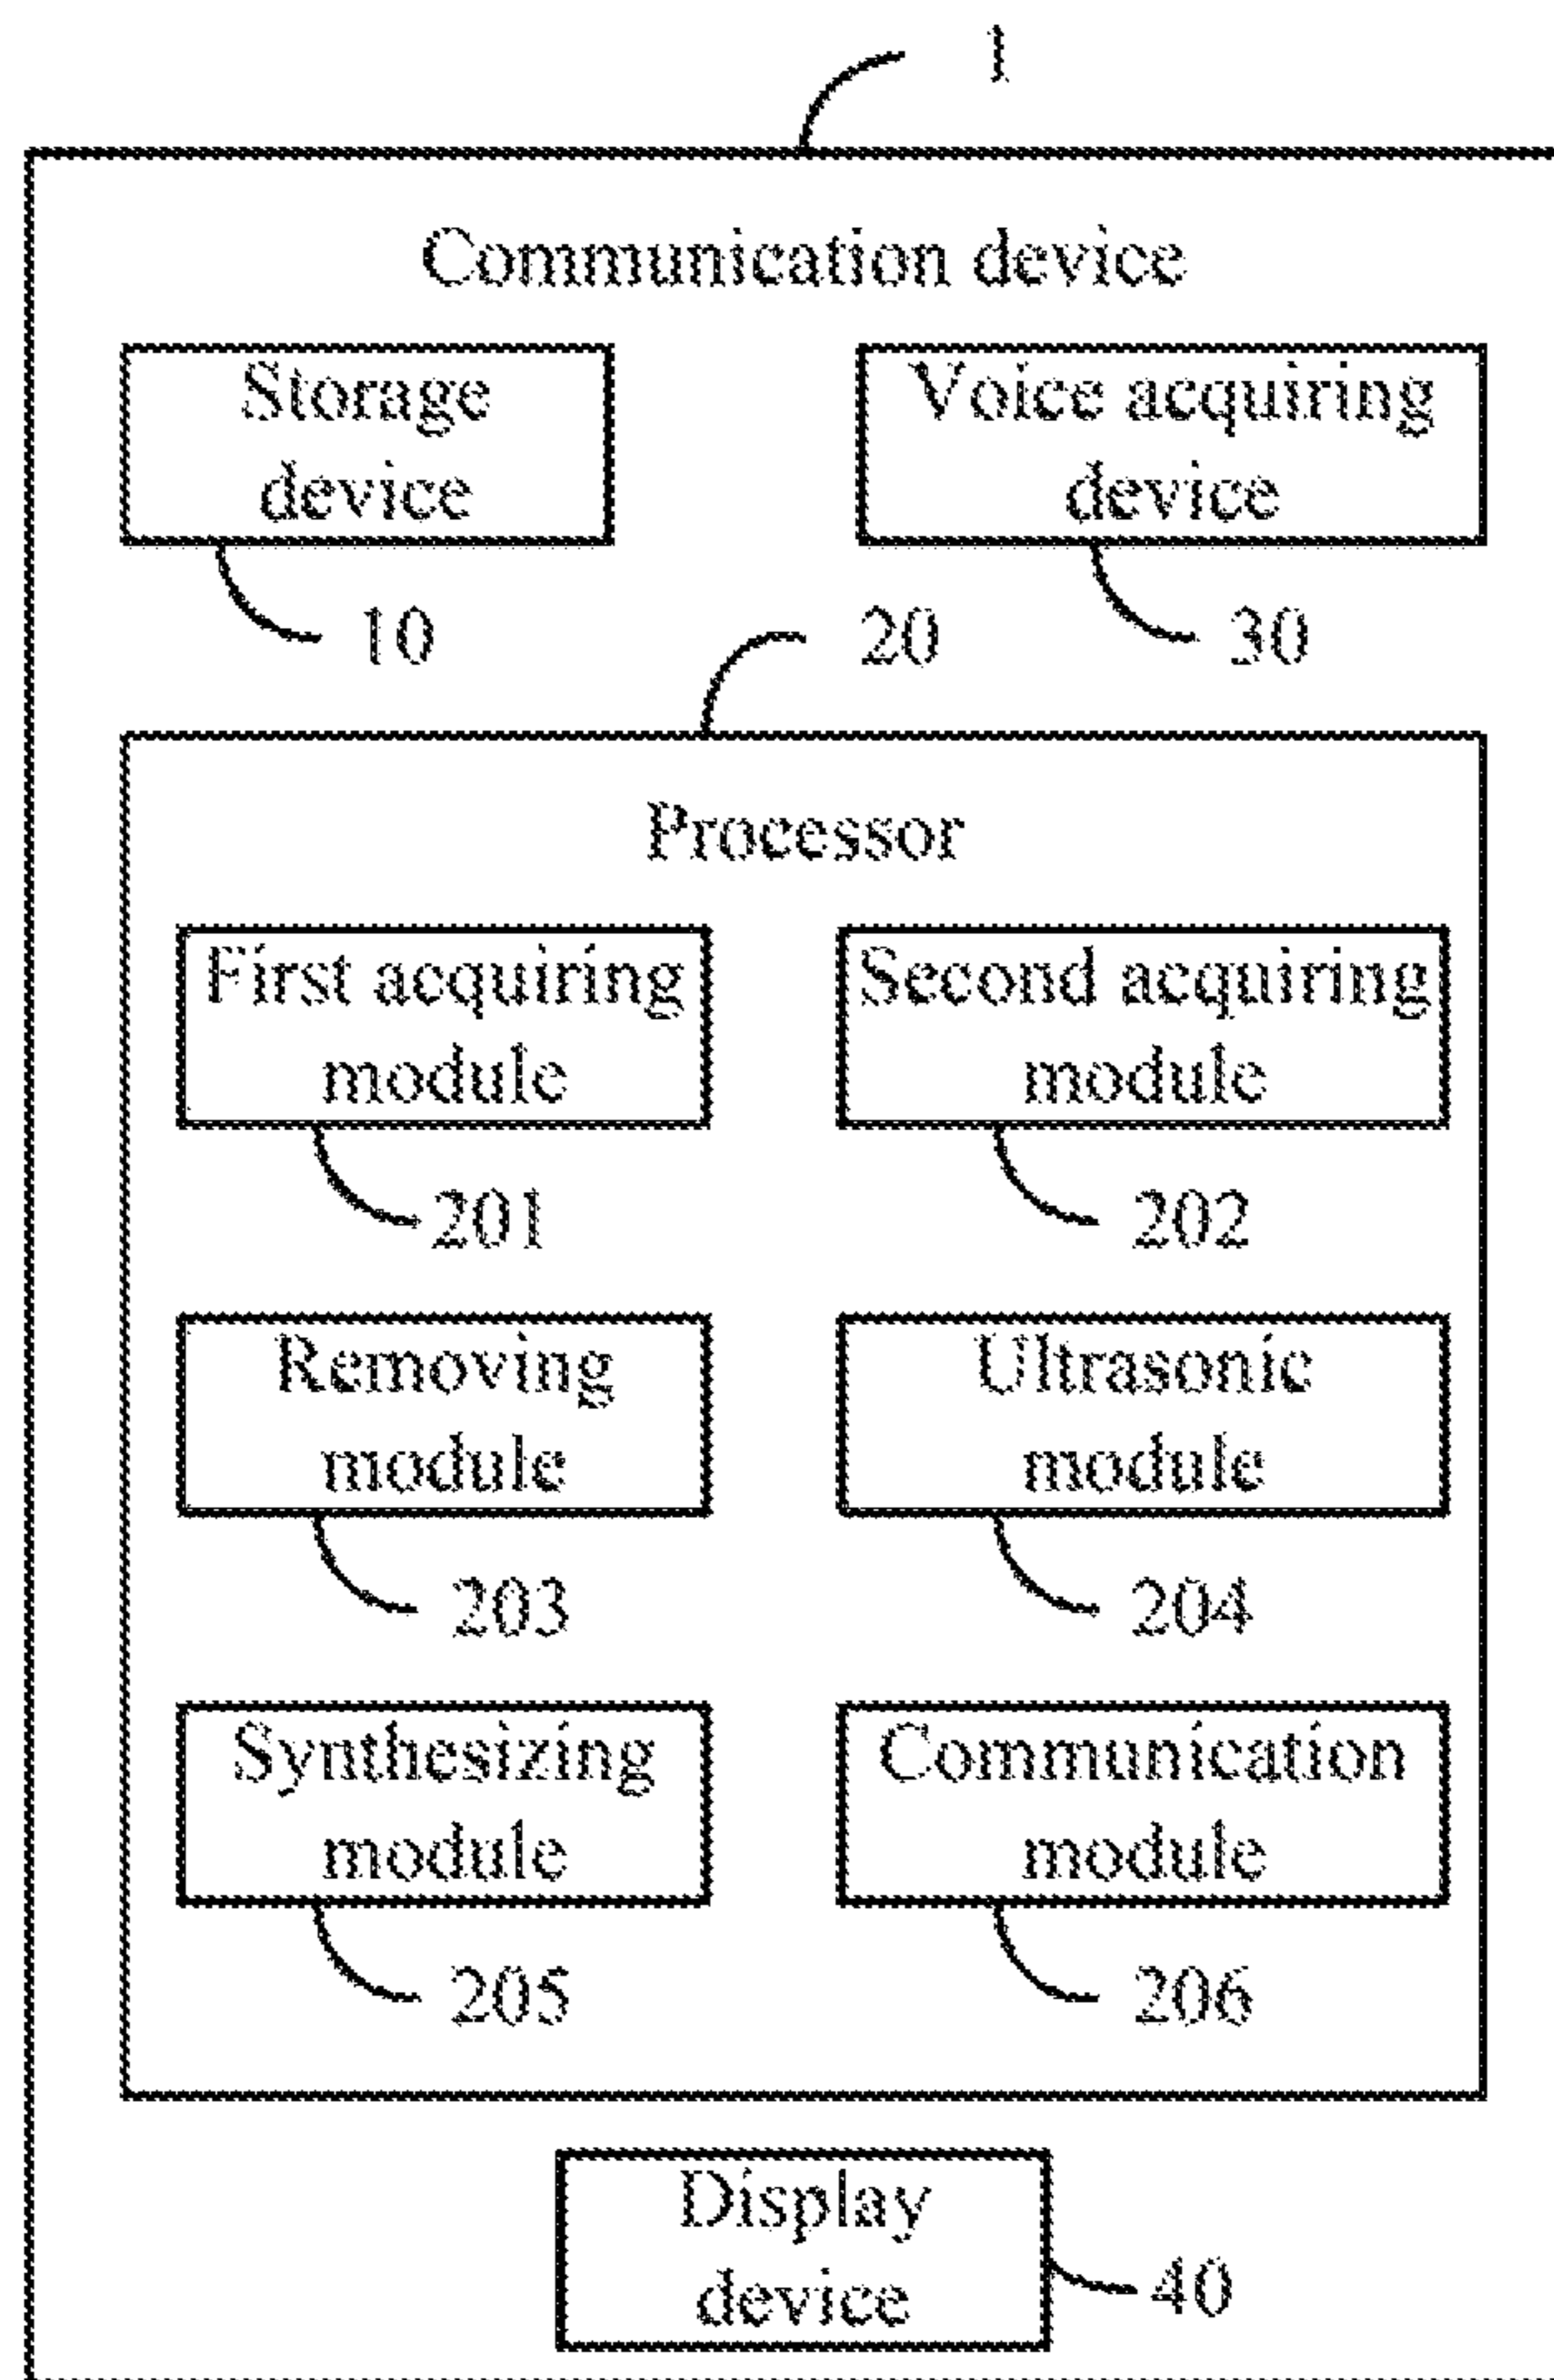 1
Communication device
Storage
device
Voice acquiring
device
10
20
30
Processor
First acquiring
module
Second acquiring
module
201
202
Removing
module
Ultrasonic
module
203
204
Synthesizing
module
Communication
module
205
206
Display
device
40